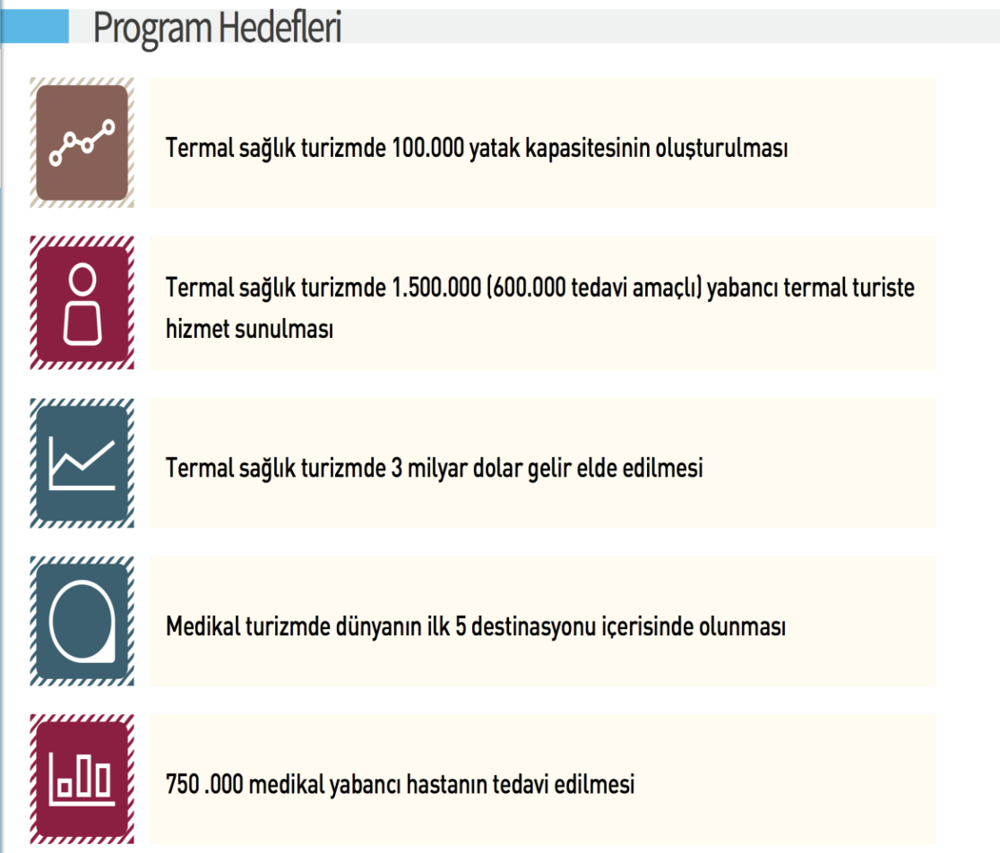 Program Hedefleri
Termal sağlık turizmde 100.000 yatak kapasitesinin oluşturulması
Termal sağlık turizmde 1.500.000 (600.000 tedavi amaçlı) yabancı termal turiste
hizmet sunulması
Termal sağlık turizmde 3 milyar dolar gelir elde edilmesi
Medikal turizmde dünyanın ilk 5 destinasyonu içerisinde olunması
750 .000 medikal yabancı hastanın tedavi edilmesi